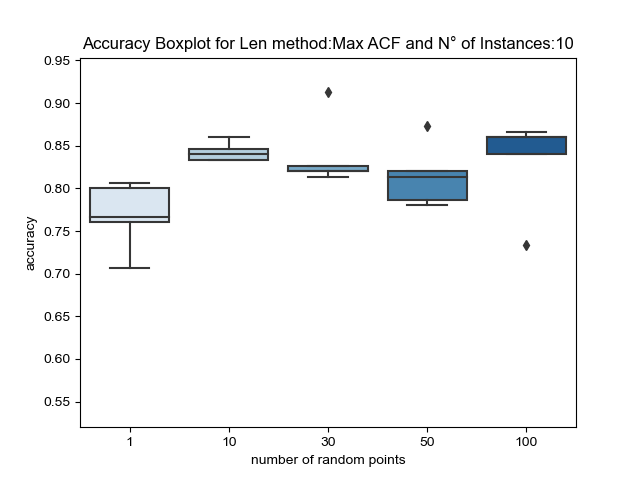 Accuracy Boxplot for Len method:Max ACF and N° of Instances:10
0.95
0.90
0.85
0.80
0.75
0.70
0.65
0.60
0.55
accuracy
1 10 30 50 100
number of random points